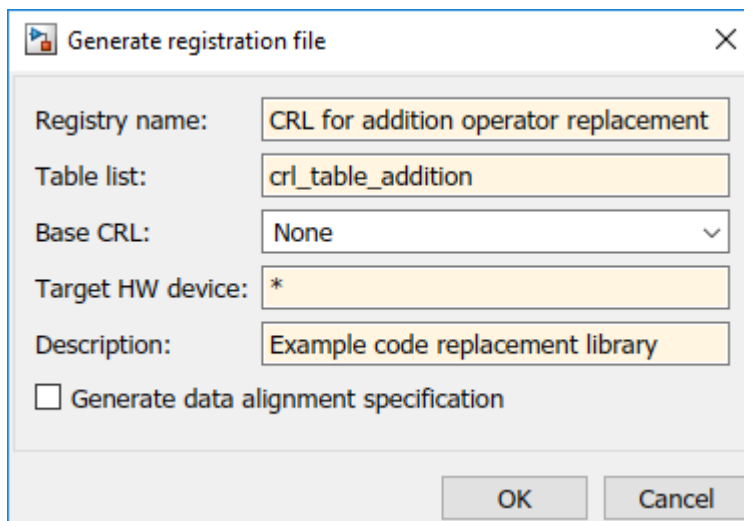 Generate registration file
Registry name: CRL for addition operator replacement
Table list: crl_table_addition
Base CRL: None
Target HW device: *
Description: Example code replacement library
Generate data alignment specification
OK Cancel